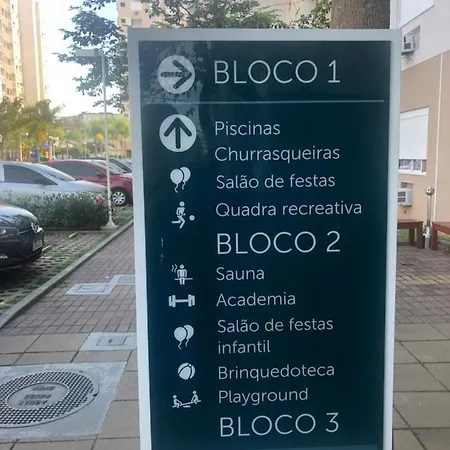 BLOCO 1
Piscinas
Churrasqueiras
Salão de festas
Quadra recreativa
BLOCO 2
Sauna
Academia
Salão de festas
infantil
Brinquedoteca
Playground
BLOCO 3